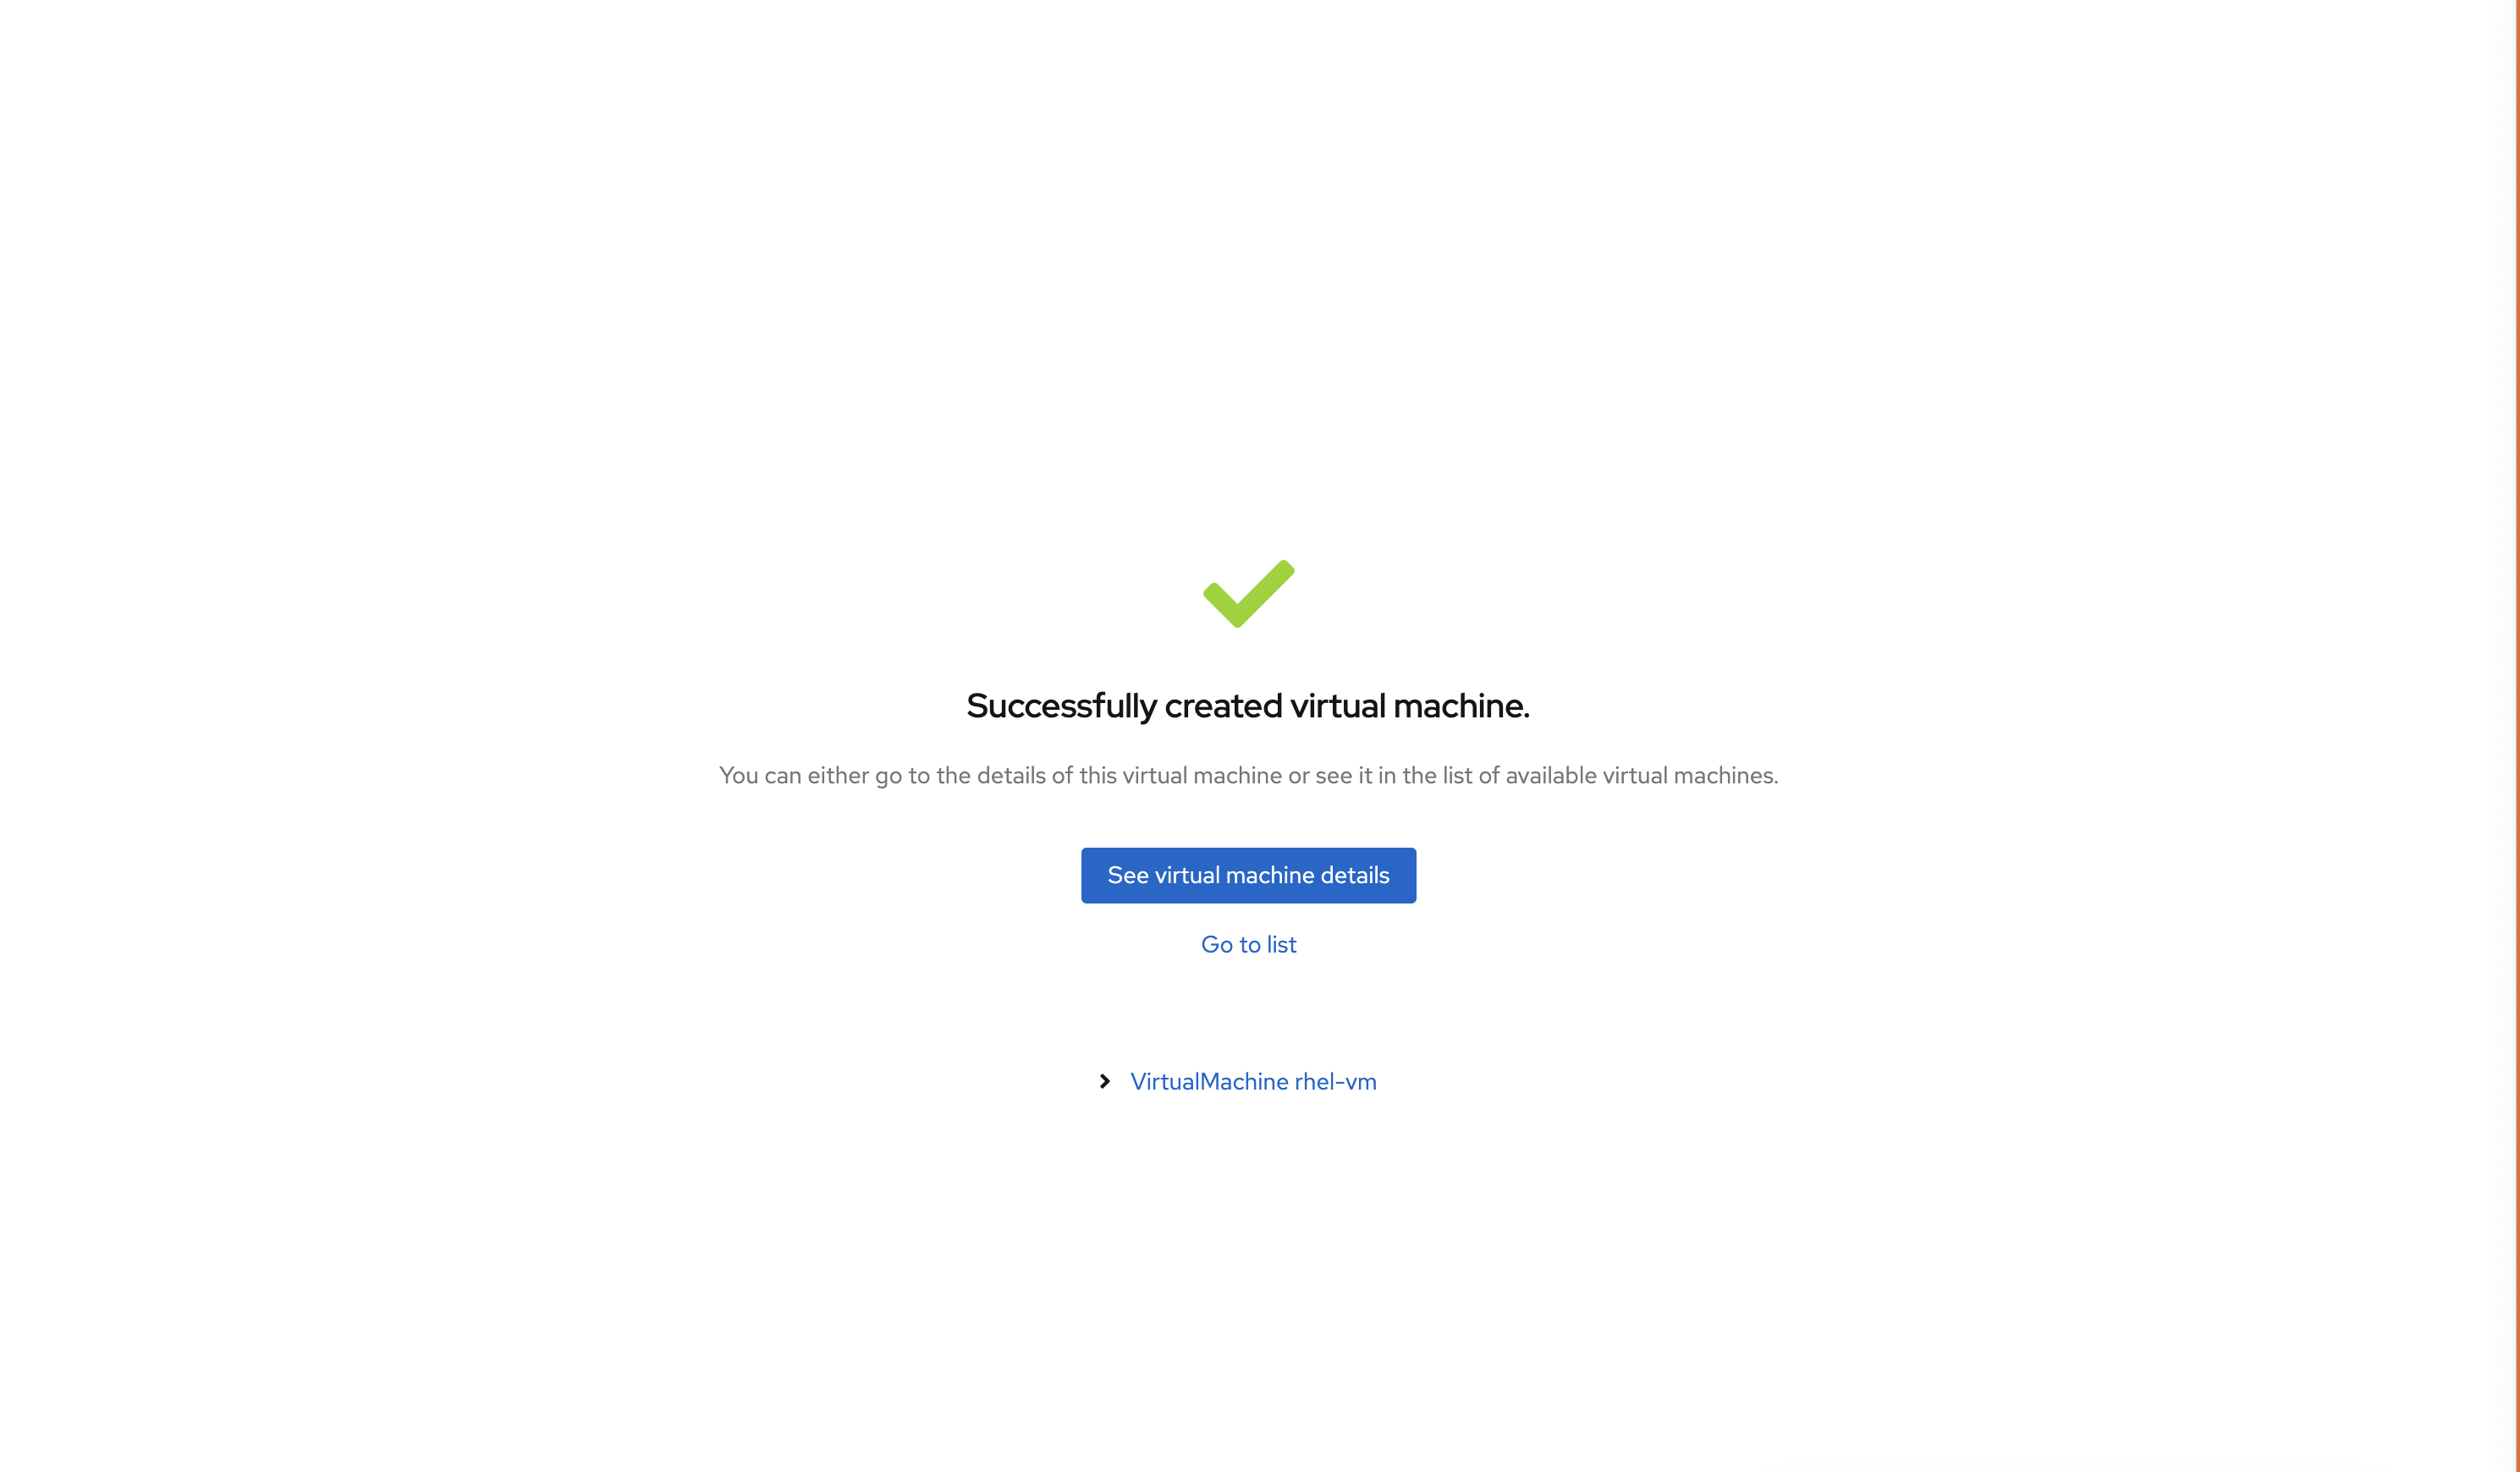 Successfully created virtual machine.
You can either go to the details of this virtual machine or see it in the list of available virtual machines.
See virtual machine details
Go to list
VirtualMachine rhel-vm